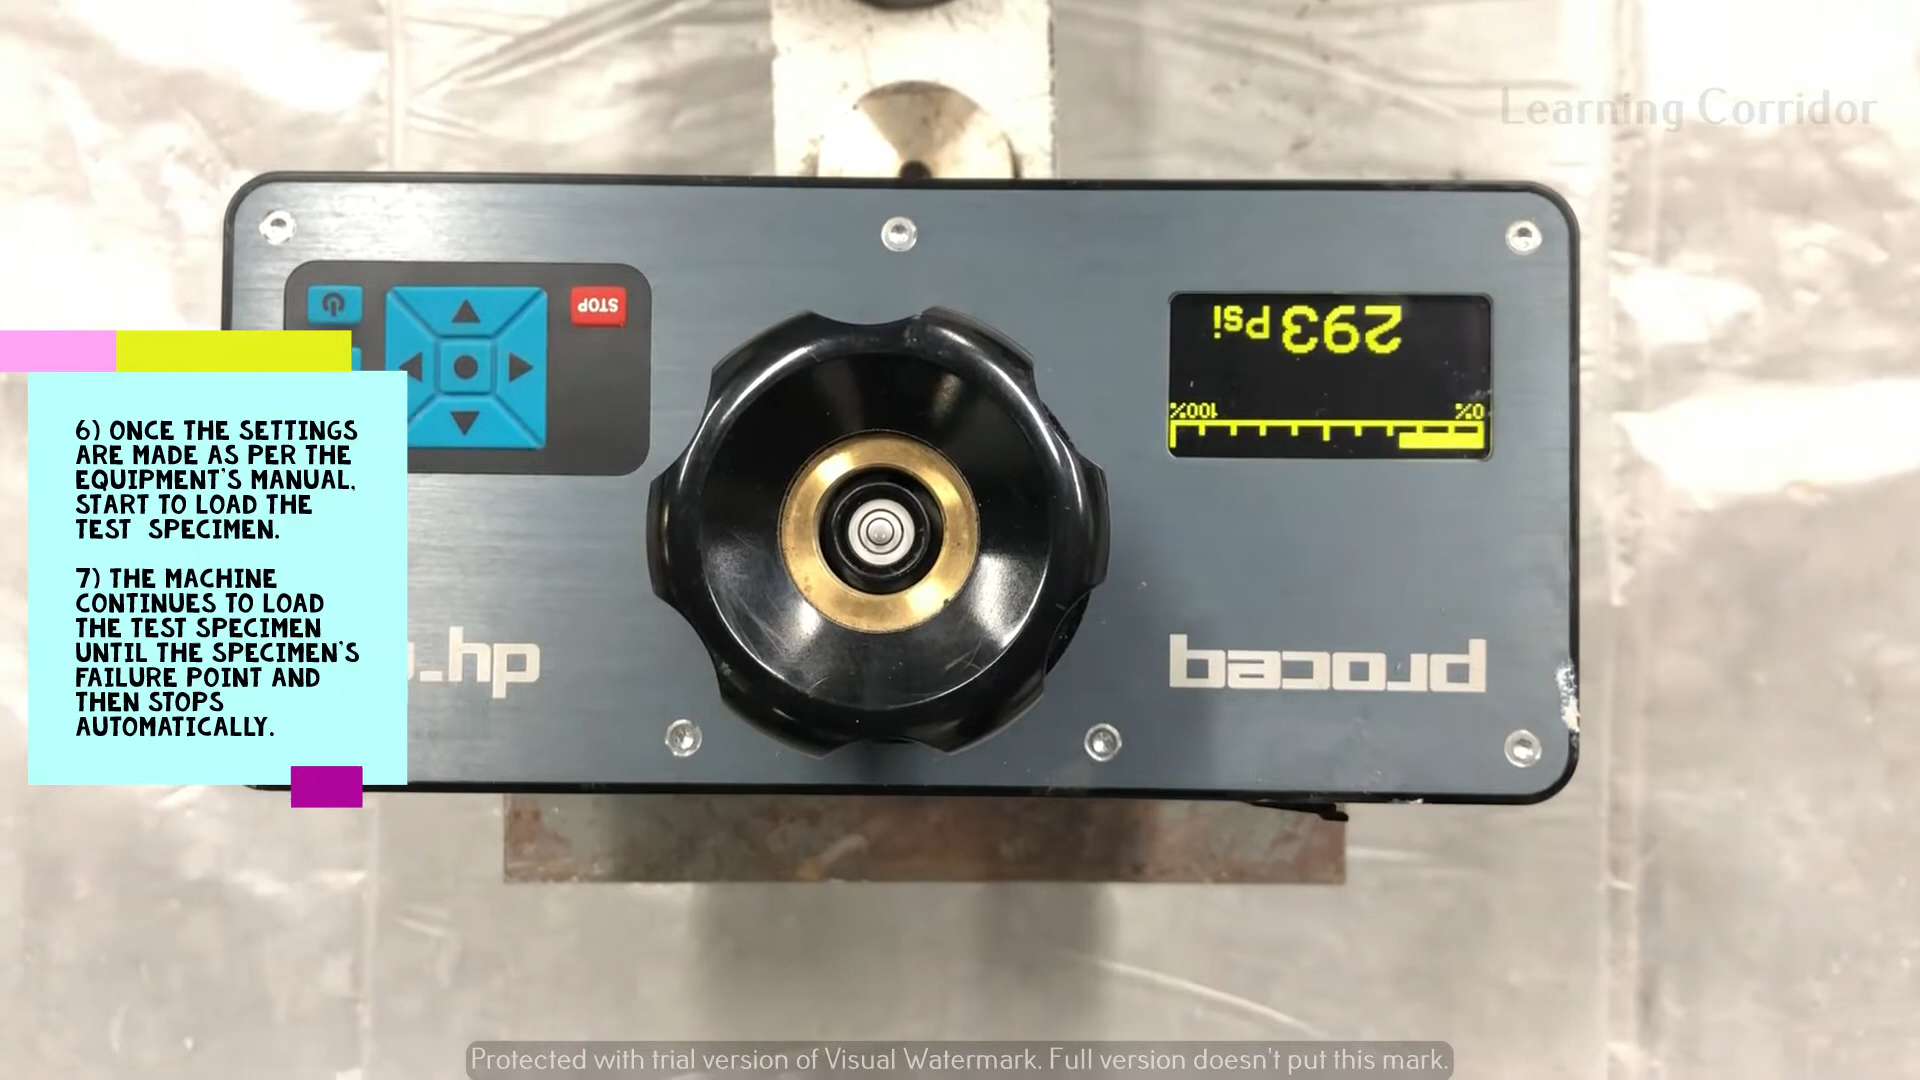 Learning Corridor
STOP
293 Psi
0% 100%
proceq
6) ONCE THE SETTINGS
ARE MADE AS PER THE
EQUIPMENT'S MANUAL,
START TO LOAD THE
TEST SPECIMEN.
7) THE MACHINE
CONTINUES TO LOAD
THE TEST SPECIMEN
UNTIL THE SPECIMEN'S
FAILURE POINT AND
THEN STOPS
AUTOMATICALLY.
Protected with trial version of Visual Watermark. Full version doesn't put this mark.